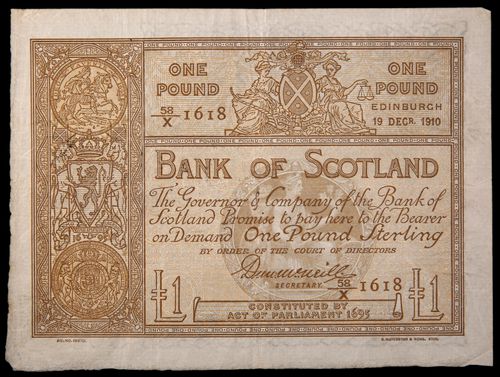 ONE POUND
58/X 1618
ONE POUND
EDINBURGH
19 DECR. 1910
BANK OF SCOTLAND
The Governor & Company of the Bank of
Scotland Promise to pay here to the Bearer
on Demand One Pound Sterling
BY ORDER OF THE COURT OF DIRECTORS
SECRETARY.
58/X 1618
£1
£1
CONSTITUTED BY
ACT OF PARLIAMENT 1695